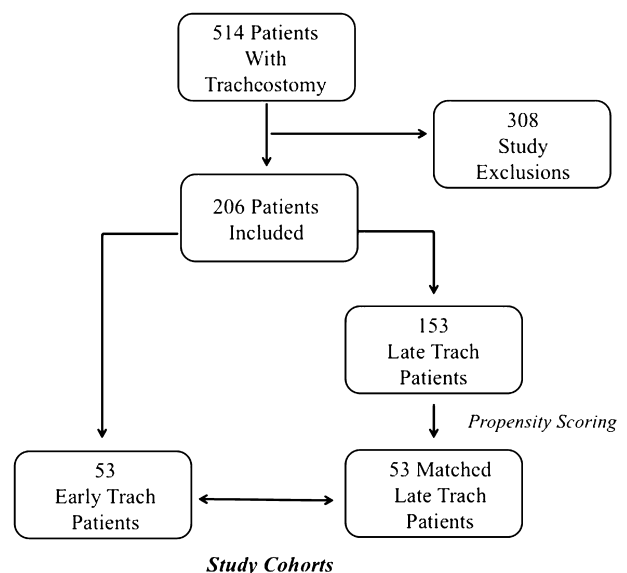 514 Patients
With
Tracheostomy
308
Study
Exclusions
206 Patients
Included
153
Late Trach
Patients
Propensity Scoring
53
Early Trach
Patients
53 Matched
Late Trach
Patients
Study Cohorts